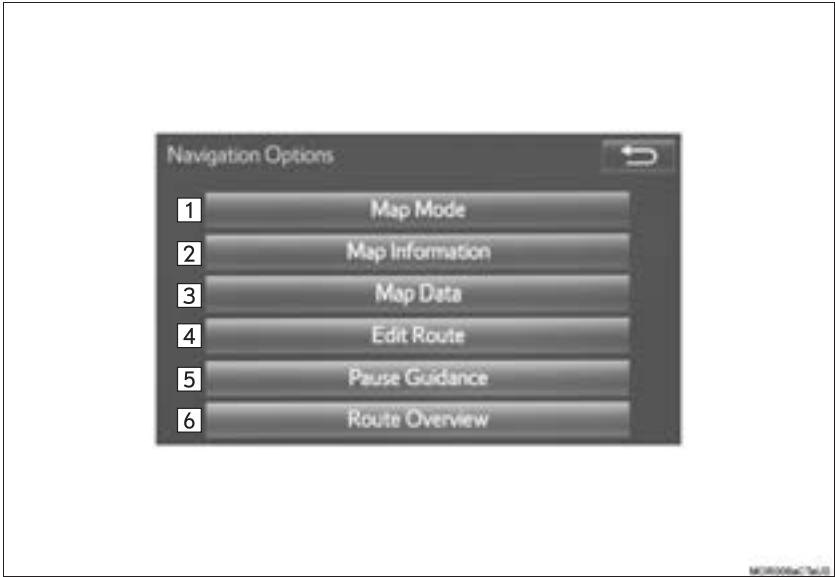 Navigation Options
1 Map Mode
2 Map Information
3 Map Data
4 Edit Route
5 Pause Guidance
6 Route Overview